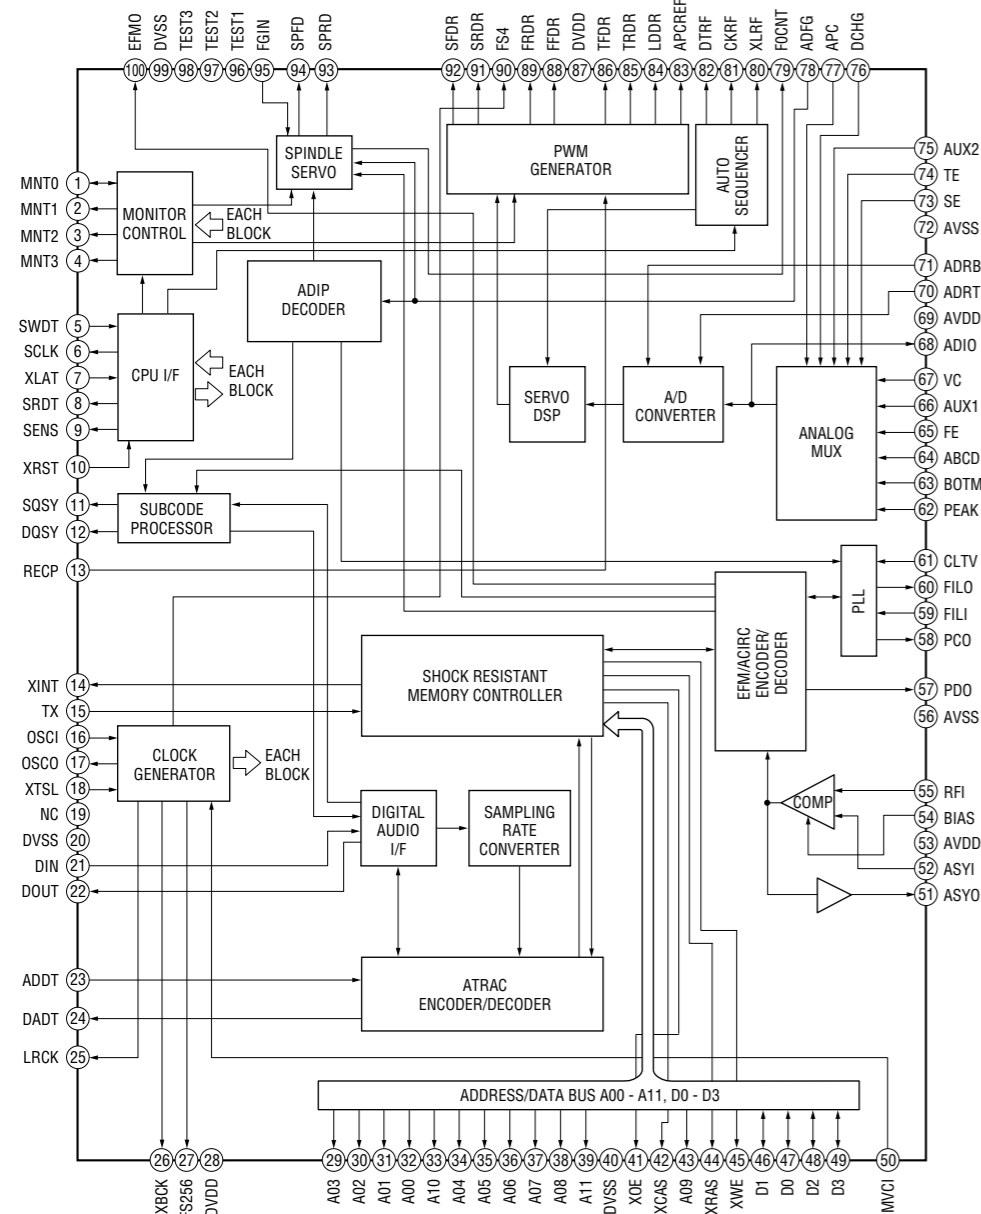 EFMO
DVSS
TEST3
TEST2
TEST1
FGIN
SPFD
SPRD
SFDR
SRDR
FS4
FRDR
FFDR
DVDD
TFDR
TRDR
LDDR
APCREF
DTRF
CKRF
XLRF
F0CNT
ADFG
APC
DCHG
100 99 98 97 96 95 94 93 92 91 90 89 88 87 86 85 84 83 82 81 80 79 78 77 76
MNT0 1
MNT1 2
MNT2 3
MNT3 4
SWDT 5
SCLK 6
XLAT 7
SRDT 8
SENS 9
XRST 10
SQSY 11
DQSY 12
RECP 13
XINT 14
TX 15
OSCI 16
OSCO 17
XTSL 18
NC 19
DVSS 20
DIN 21
DOUT 22
ADDT 23
DADT 24
LRCK 25
SPINDLE
SERVO
PWM
GENERATOR
AUTO
SEQUENCER
MONITOR
CONTROL
EACH
BLOCK
ADIP
DECODER
CPU I/F
EACH
BLOCK
SERVO
DSP
A/D
CONVERTER
ANALOG
MUX
SUBCODE
PROCESSOR
PLL
EFM/ACIRC
ENCODER/
DECODER
SHOCK RESISTANT
MEMORY CONTROLLER
CLOCK
GENERATOR
EACH
BLOCK
DIGITAL
AUDIO
I/F
SAMPLING
RATE
CONVERTER
COMP
ATRAC
ENCODER/DECODER
ADDRESS/DATA BUS A00 - A11, D0 - D3
75 AUX2
74 TE
73 SE
72 AVSS
71 ADRB
70 ADRT
69 AVDD
68 ADIO
67 VC
66 AUX1
65 FE
64 ABCD
63 BOTM
62 PEAK
61 CLTV
60 FILO
59 FILI
58 PCO
57 PDO
56 AVSS
55 RFI
54 BIAS
53 AVDD
52 ASYI
51 ASYO
26 27 28 29 30 31 32 33 34 35 36 37 38 39 40 41 42 43 44 45 46 47 48 49 50
XBCK
FS256
DVDD
A03
A02
A01
A00
A10
A04
A05
A06
A07
A08
A11
DVSS
XOE
XCAS
A09
XRAS
XWE
D1
D0
D2
D3
MVCI